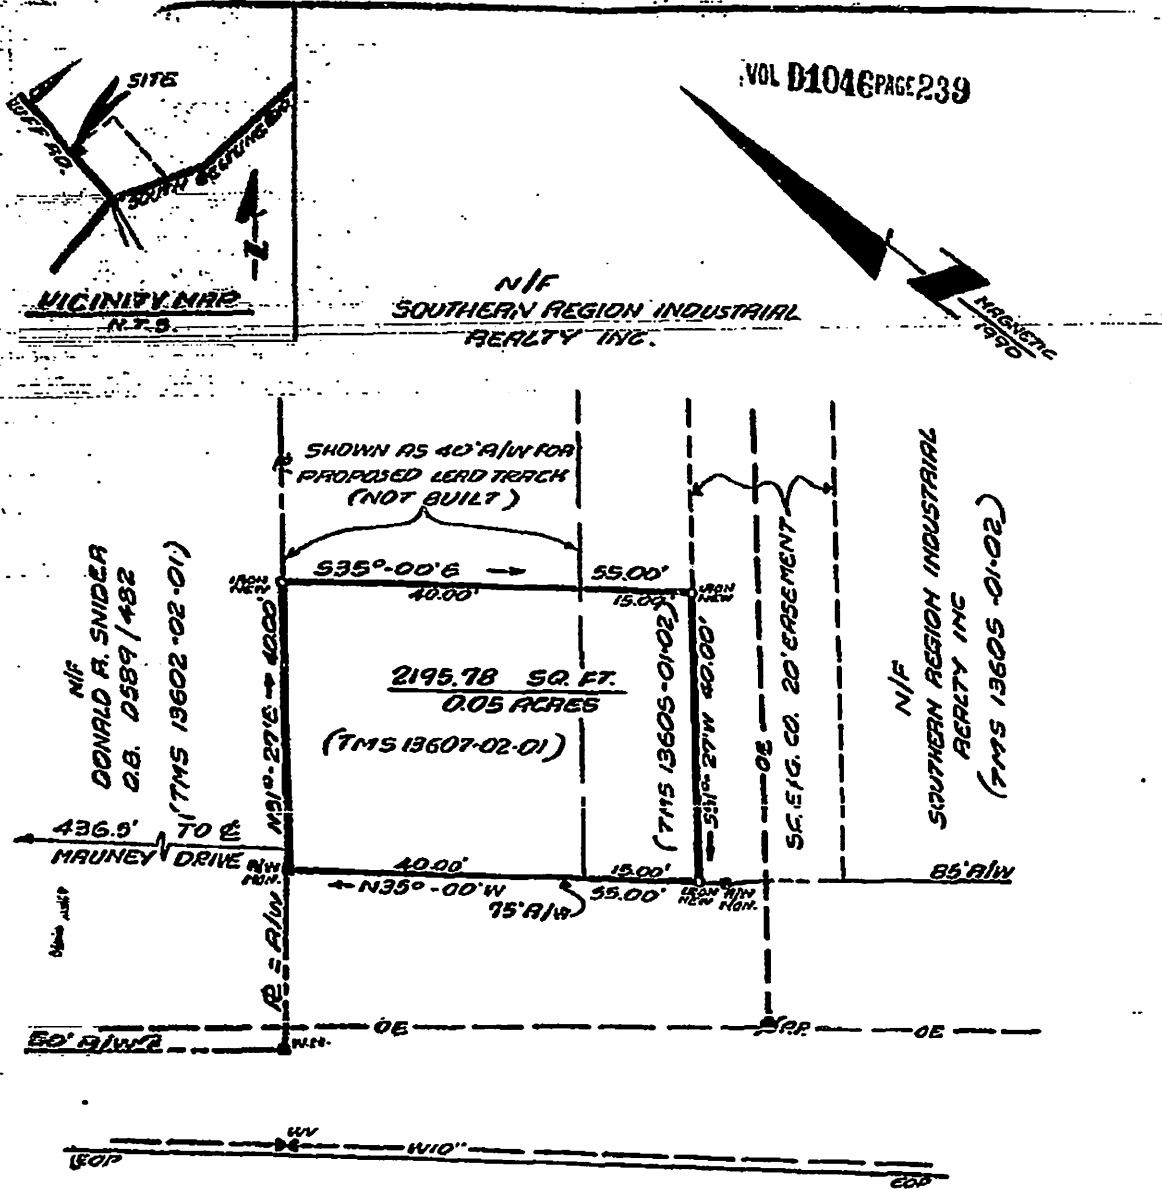 VOL D1046 PAGE 239
SITE
HUFF RD.
SOUTH BELTLINE BLVD.
VICINITY MAP
N.T.S.
N/F
SOUTHERN REGION INDUSTRIAL
REALTY INC.
MAGNETIC
1990
SHOWN AS 40' R/W FOR
PROPOSED LEAD TRACK
(NOT BUILT)
S35°-00'E
40.00'
55.00'
15.00'
IRON
NEW
IRON
NEW
N/F
DONALD R. SNIDER
D.B. D589/482
(TMS 13602-02-01)
N31°-27'E 40.00'
2195.78 SQ. FT.
0.05 ACRES
(TMS 13607-02-01)
(TMS 13605-01-02)
S31°-27'W 40.00'
OE
S.C.E.&G. CO. 20' EASEMENT
N/F
SOUTHERN REGION INDUSTRIAL
REALTY INC
(TMS 13605-01-02)
436.9' TO ℄
MAUNEY DRIVE
R/W
MON.
40.00'
15.00'
N35°-00'W
55.00'
75' R/W
IRON
NEW
R/W
MON.
85' R/W
= R/W
OE
P.P.
OE
60' R/W
WV
W10"
EOP
EOP